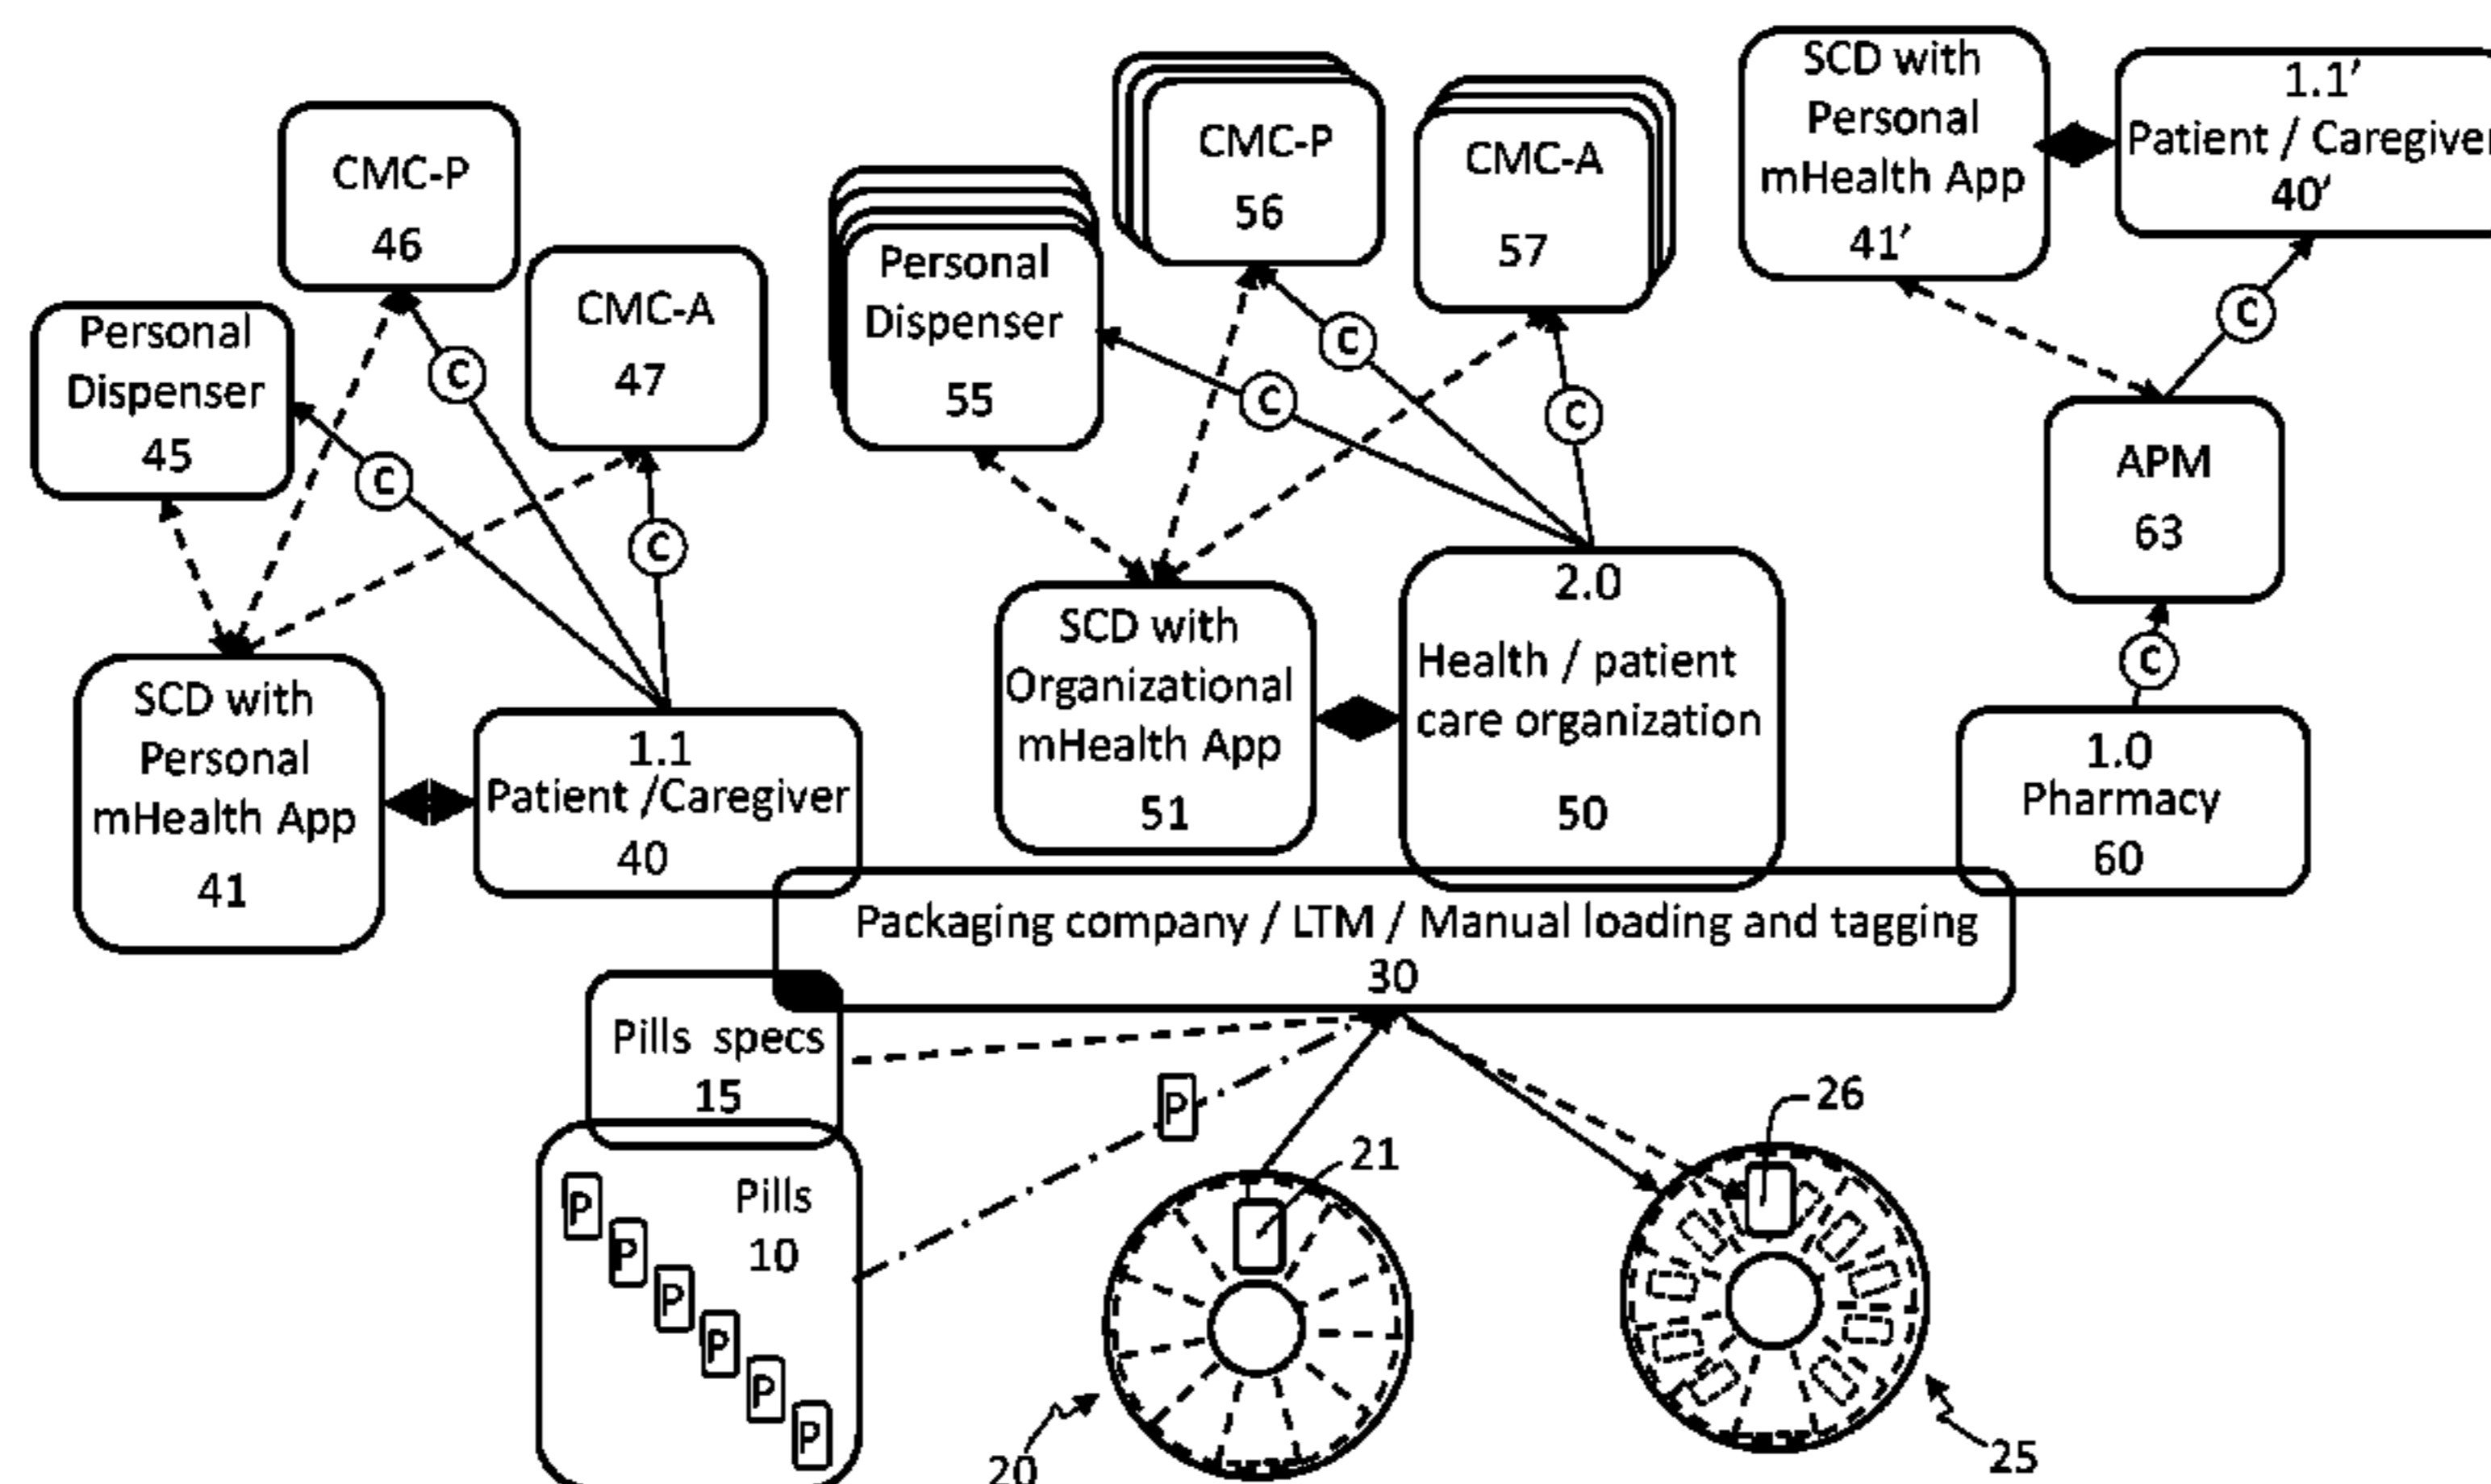 CMC-P
46
Personal
Dispenser
45
CMC-A
47
C
C
C
SCD with
Personal
mHealth App
41
1.1
Patient /Caregiver
40
Personal
Dispenser
55
CMC-P
56
CMC-A
57
C
C
C
SCD with
Organizational
mHealth App
51
2.0
Health / patient
care organization
50
SCD with
Personal
mHealth App
41′
1.1′
Patient / Caregiver
40′
C
APM
63
C
1.0
Pharmacy
60
Packaging company / LTM / Manual loading and tagging
30
Pills specs
15
Pills
10
P
P
P
P
P
P
P
21
20
26
25